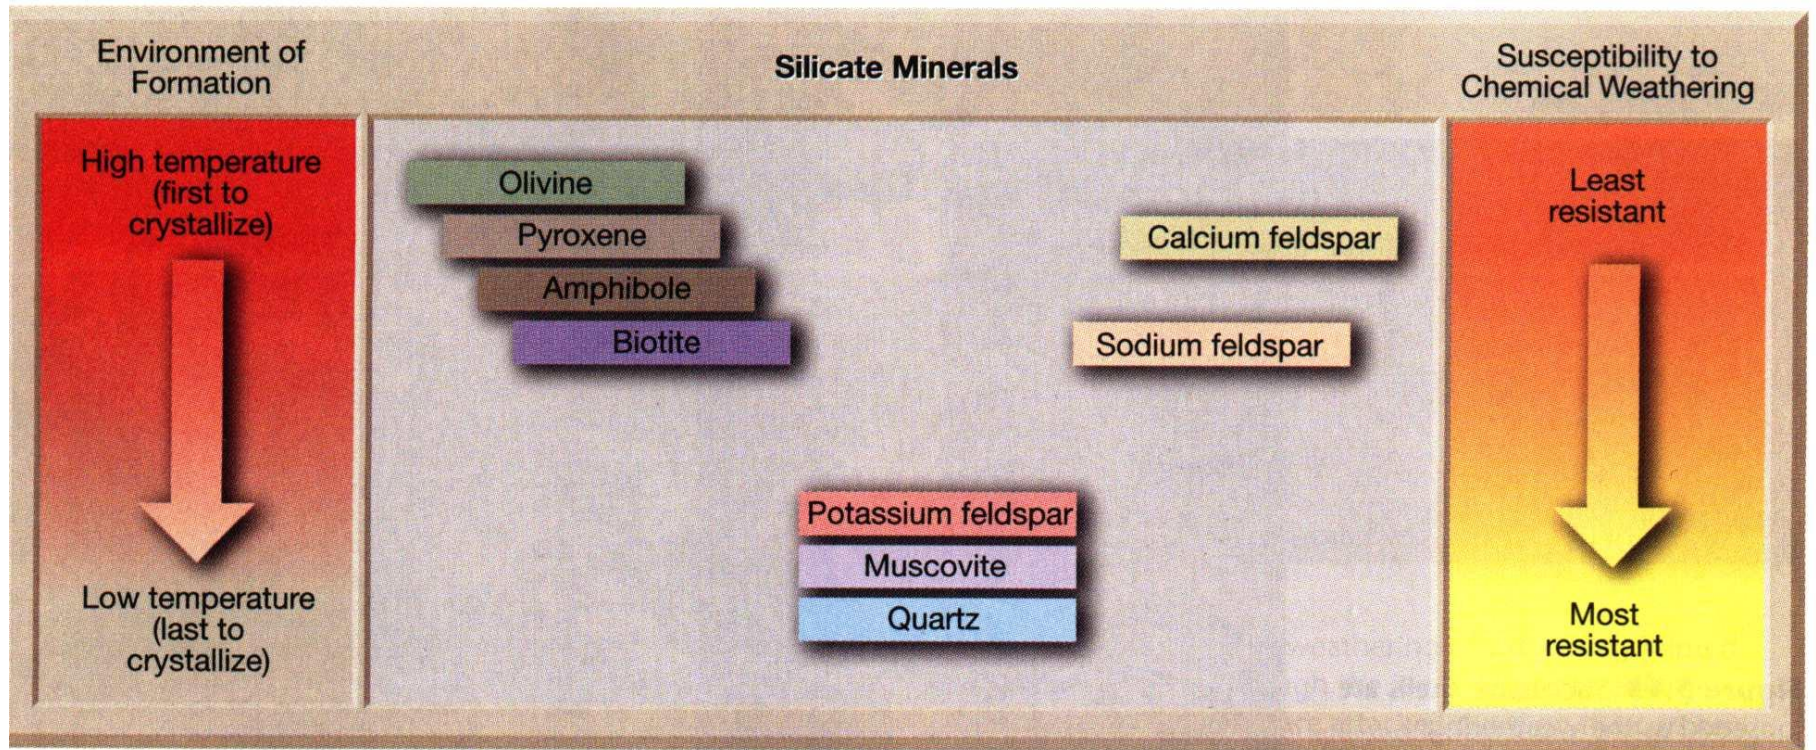 Environment of
Formation
Silicate Minerals
Susceptibility to
Chemical Weathering
High temperature
(first to
crystallize)
Low temperature
(last to
crystallize)
Olivine
Pyroxene
Amphibole
Biotite
Calcium feldspar
Sodium feldspar
Potassium feldspar
Muscovite
Quartz
Least
resistant
Most
resistant